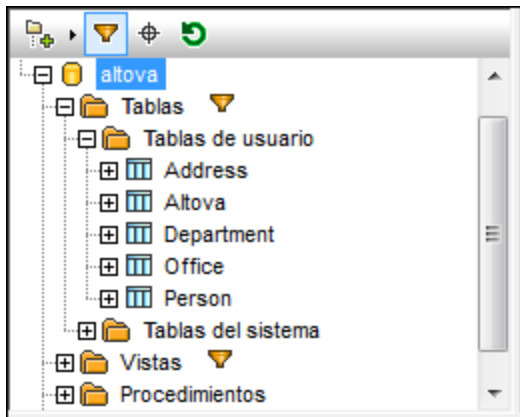 altova
Tablas
Tablas de usuario
Address
Altova
Department
Office
Person
Tablas del sistema
Vistas
Procedimientos